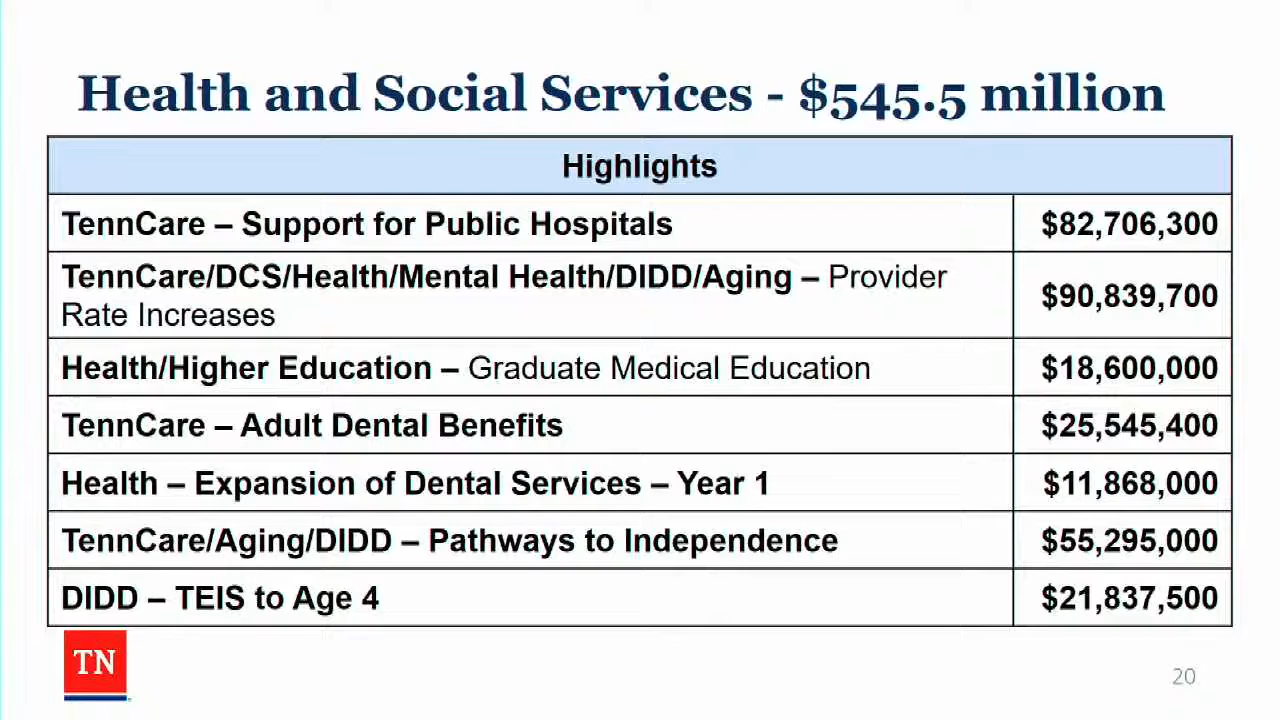 Health and Social Services - $545.5 million
Highlights
TennCare – Support for Public Hospitals $82,706,300
TennCare/DCS/Health/Mental Health/DIDD/Aging – Provider
Rate Increases $90,839,700
Health/Higher Education – Graduate Medical Education $18,600,000
TennCare – Adult Dental Benefits $25,545,400
Health – Expansion of Dental Services – Year 1 $11,868,000
TennCare/Aging/DIDD – Pathways to Independence $55,295,000
DIDD – TEIS to Age 4 $21,837,500
TN
20